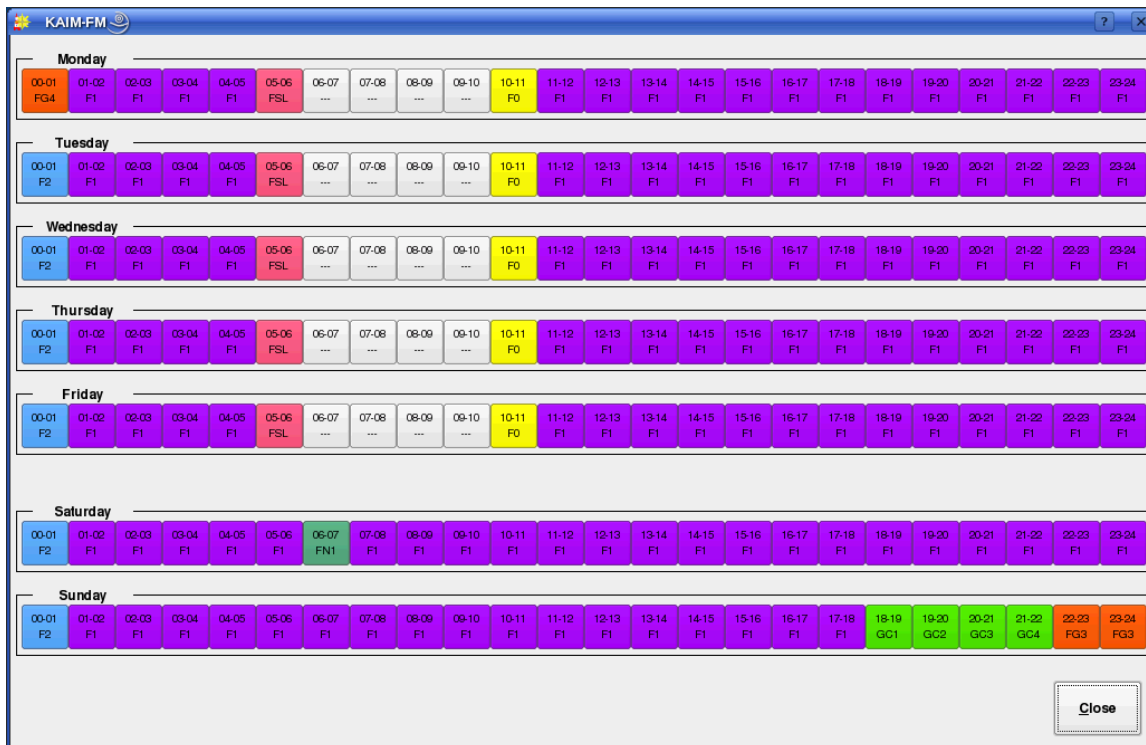 KAIM-FM
?
Monday
00-01 01-02 02-03 03-04 04-05 05-06 06-07 07-08 08-09 09-10 10-11 11-12 12-13 13-14 14-15 15-16 16-17 17-18 18-19 19-20 20-21 21-22 22-23 23-24
FG4 F1 F1 F1 F1 FSL --- --- --- --- F0 F1 F1 F1 F1 F1 F1 F1 F1 F1 F1 F1 F1 F1
Tuesday
00-01 01-02 02-03 03-04 04-05 05-06 06-07 07-08 08-09 09-10 10-11 11-12 12-13 13-14 14-15 15-16 16-17 17-18 18-19 19-20 20-21 21-22 22-23 23-24
F2 F1 F1 F1 F1 FSL --- --- --- --- F0 F1 F1 F1 F1 F1 F1 F1 F1 F1 F1 F1 F1 F1
Wednesday
00-01 01-02 02-03 03-04 04-05 05-06 06-07 07-08 08-09 09-10 10-11 11-12 12-13 13-14 14-15 15-16 16-17 17-18 18-19 19-20 20-21 21-22 22-23 23-24
F2 F1 F1 F1 F1 FSL --- --- --- --- F0 F1 F1 F1 F1 F1 F1 F1 F1 F1 F1 F1 F1 F1
Thursday
00-01 01-02 02-03 03-04 04-05 05-06 06-07 07-08 08-09 09-10 10-11 11-12 12-13 13-14 14-15 15-16 16-17 17-18 18-19 19-20 20-21 21-22 22-23 23-24
F2 F1 F1 F1 F1 FSL --- --- --- --- F0 F1 F1 F1 F1 F1 F1 F1 F1 F1 F1 F1 F1 F1
Friday
00-01 01-02 02-03 03-04 04-05 05-06 06-07 07-08 08-09 09-10 10-11 11-12 12-13 13-14 14-15 15-16 16-17 17-18 18-19 19-20 20-21 21-22 22-23 23-24
F2 F1 F1 F1 F1 FSL --- --- --- --- F0 F1 F1 F1 F1 F1 F1 F1 F1 F1 F1 F1 F1 F1
Saturday
00-01 01-02 02-03 03-04 04-05 05-06 06-07 07-08 08-09 09-10 10-11 11-12 12-13 13-14 14-15 15-16 16-17 17-18 18-19 19-20 20-21 21-22 22-23 23-24
F2 F1 F1 F1 F1 F1 FN1 F1 F1 F1 F1 F1 F1 F1 F1 F1 F1 F1 F1 F1 F1 F1 F1 F1
Sunday
00-01 01-02 02-03 03-04 04-05 05-06 06-07 07-08 08-09 09-10 10-11 11-12 12-13 13-14 14-15 15-16 16-17 17-18 18-19 19-20 20-21 21-22 22-23 23-24
F2 F1 F1 F1 F1 F1 F1 F1 F1 F1 F1 F1 F1 F1 F1 F1 F1 F1 GC1 GC2 GC3 GC4 FG3 FG3
Close